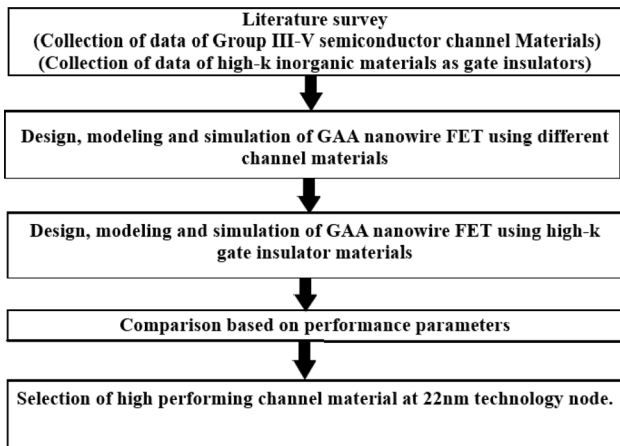 Literature survey
(Collection of data of Group III-V semiconductor channel Materials)
(Collection of data of high-k inorganic materials as gate insulators)
Design, modeling and simulation of GAA nanowire FET using different
channel materials
Design, modeling and simulation of GAA nanowire FET using high-k
gate insulator materials
Comparison based on performance parameters
Selection of high performing channel material at 22nm technology node.